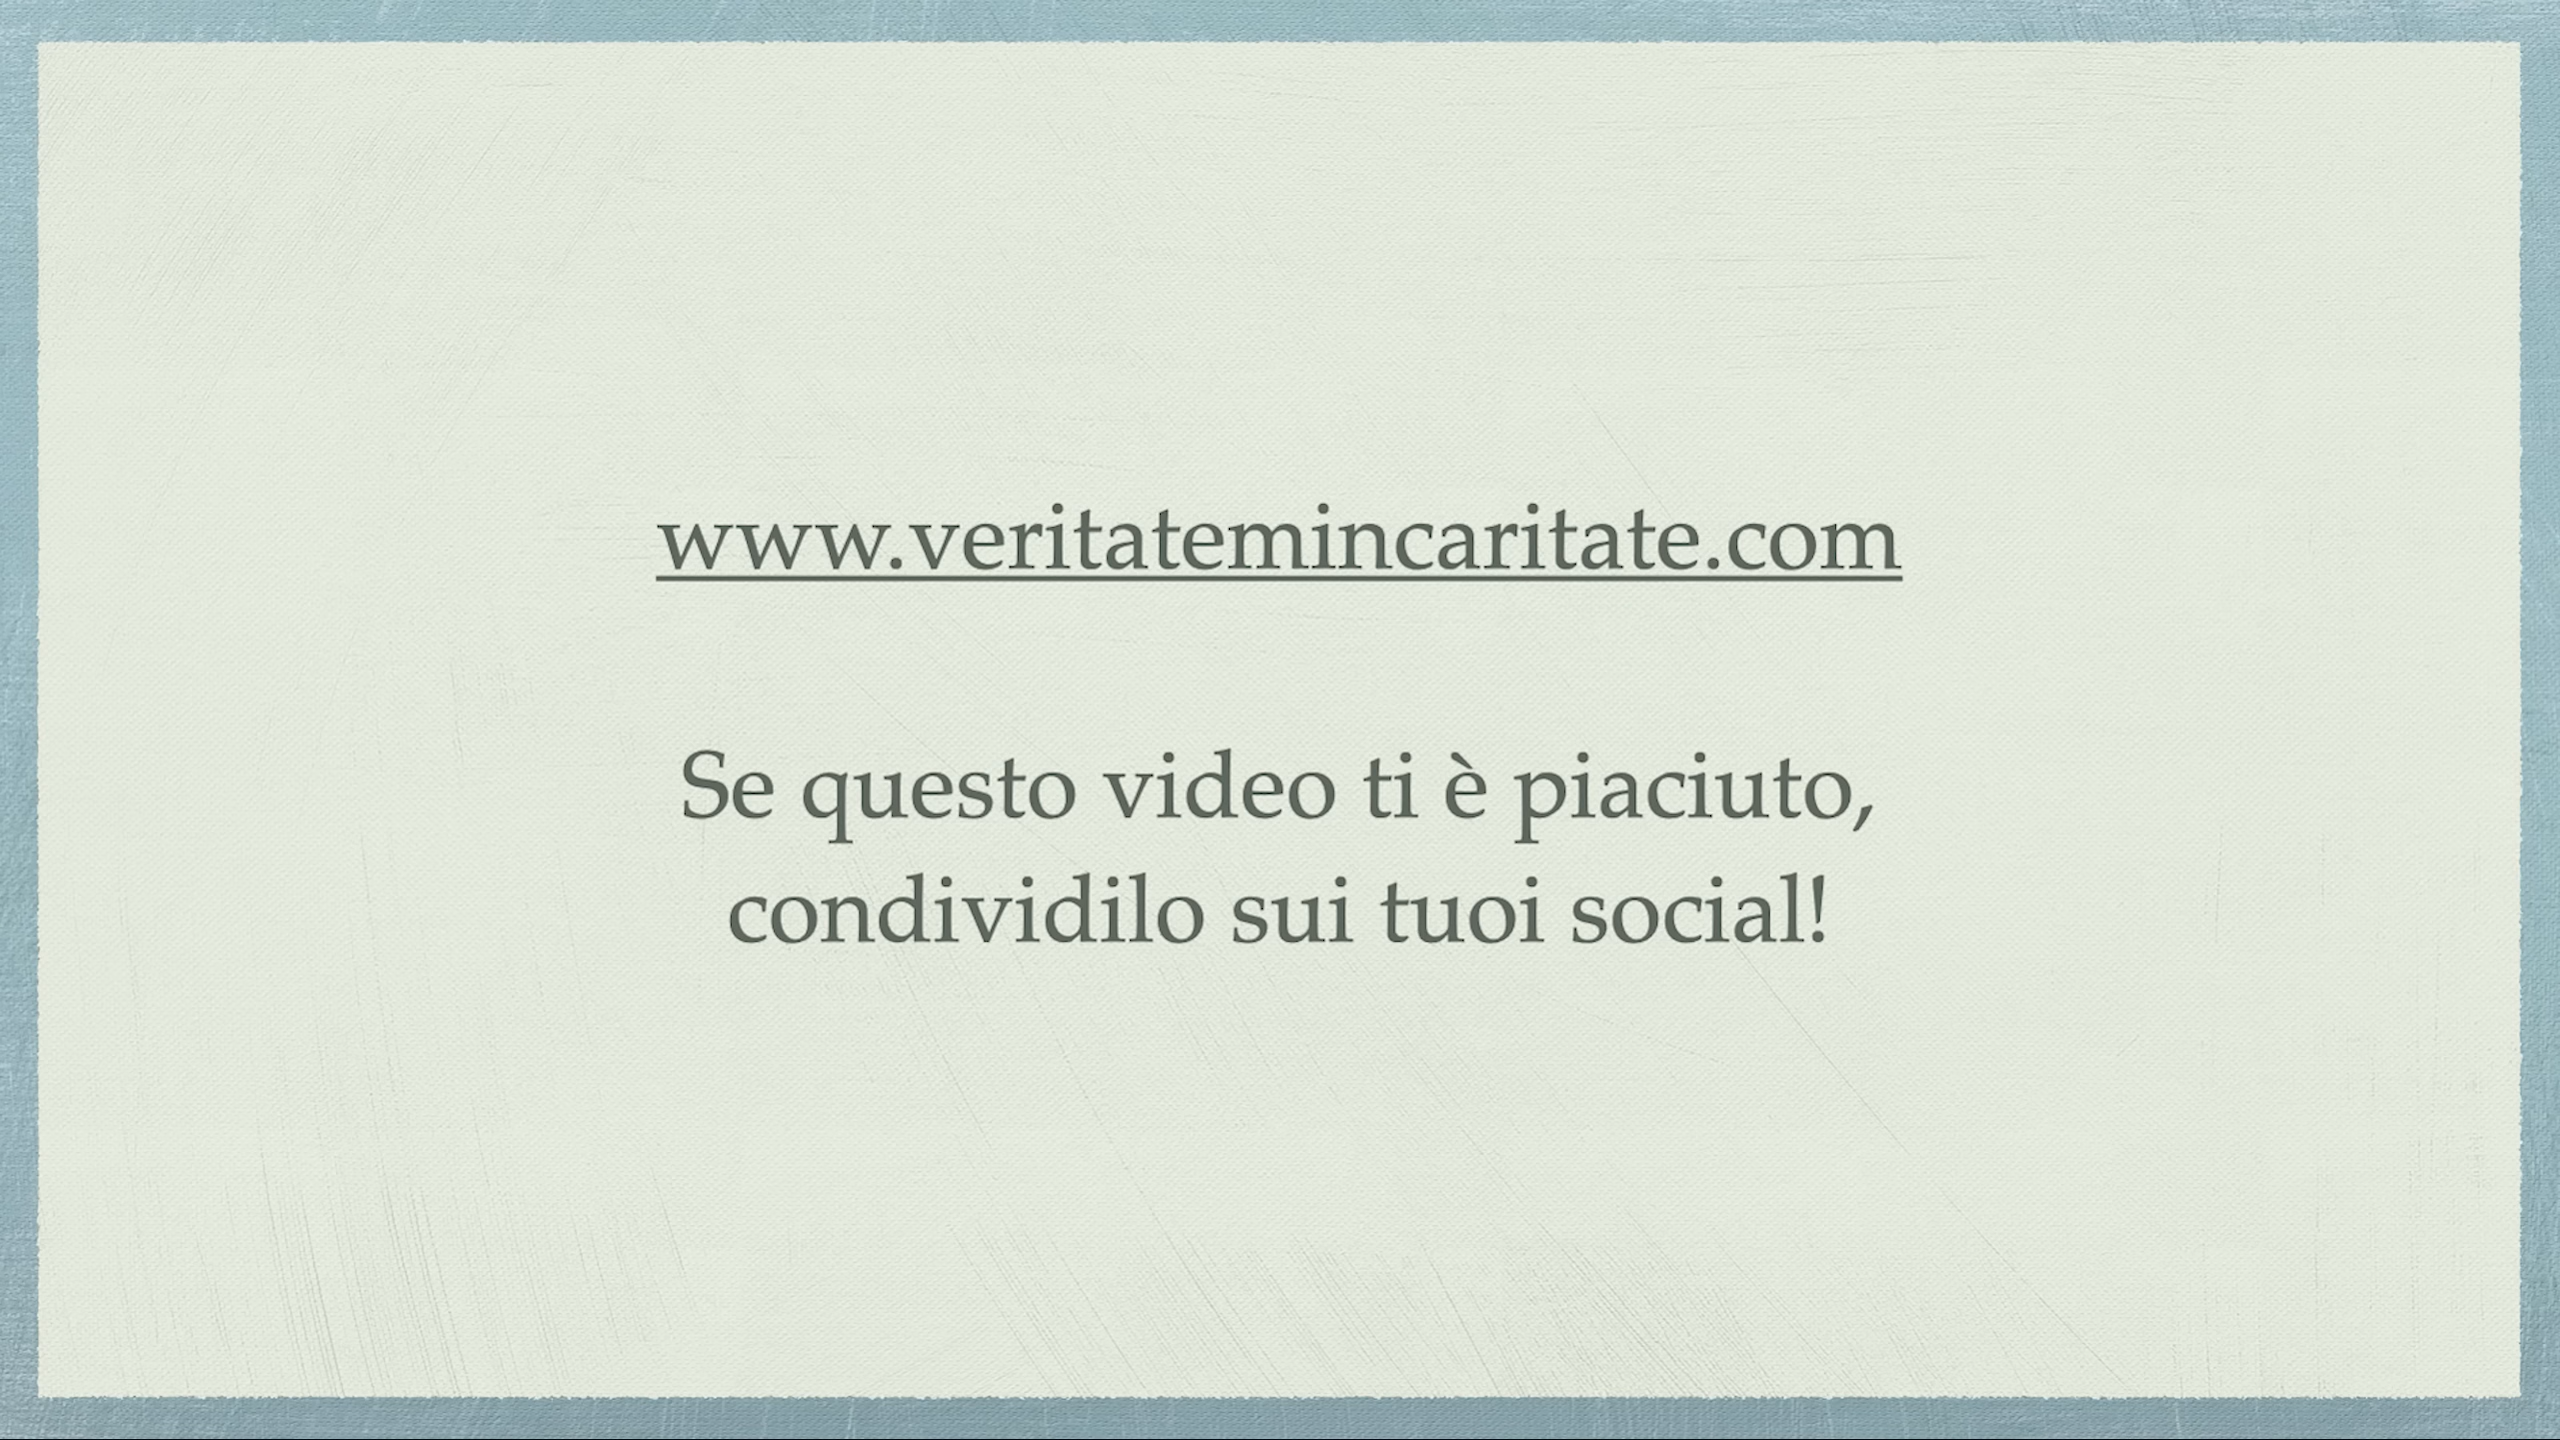 www.veritatemincaritate.com
Se questo video ti è piaciuto,
condividilo sui tuoi social!